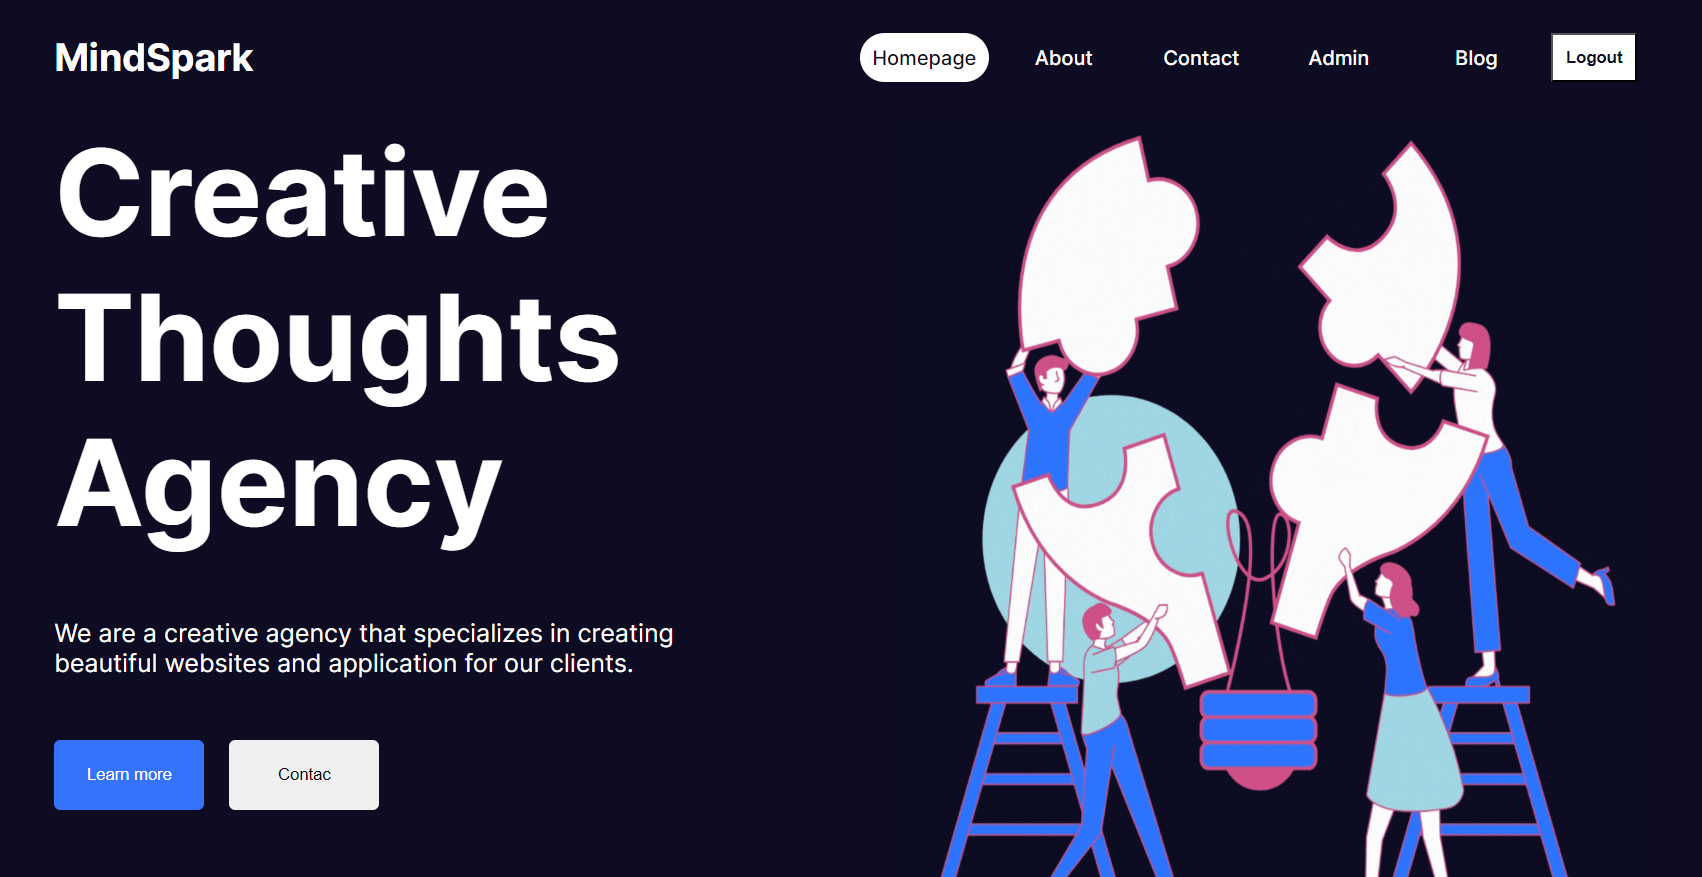 MindSpark
Homepage About Contact Admin Blog Logout
Creative
Thoughts
Agency
We are a creative agency that specializes in creating
beautiful websites and application for our clients.
Learn more Contac